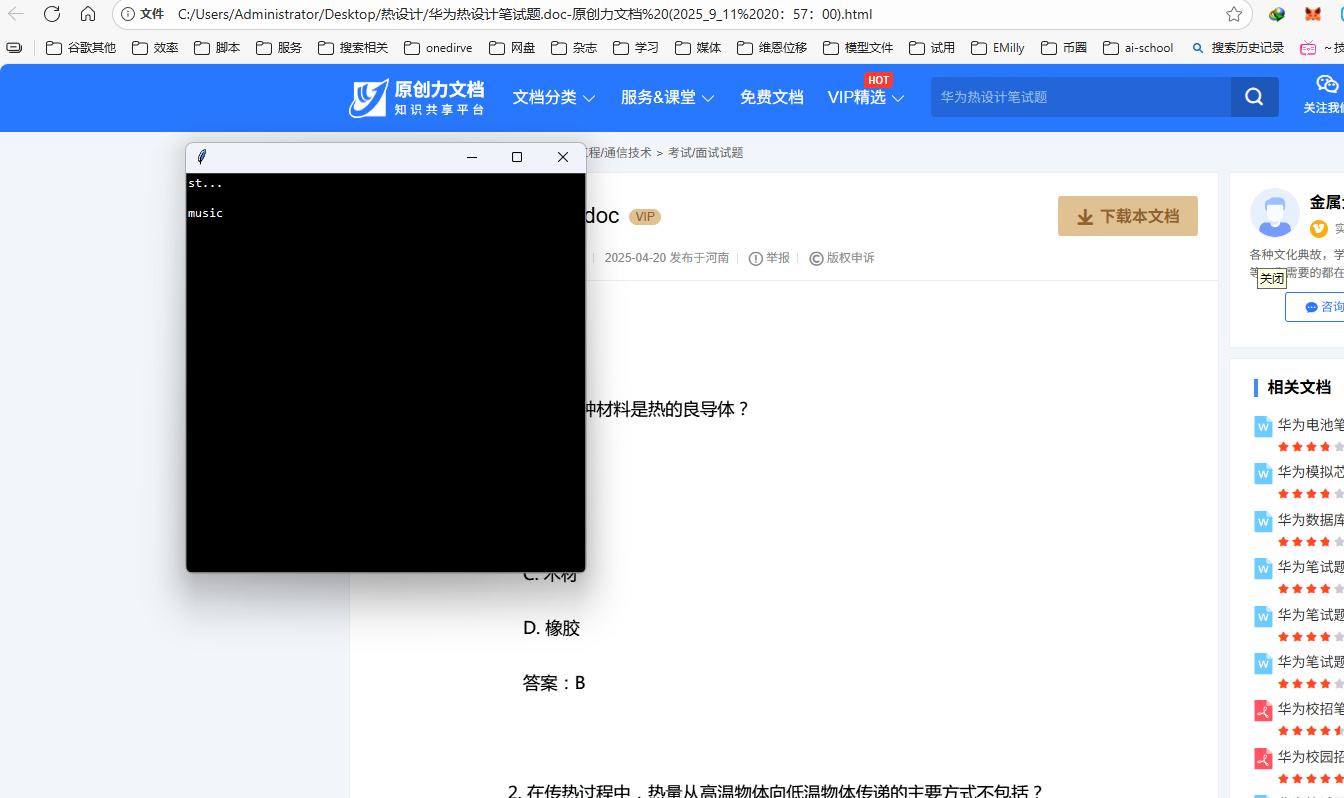 文件 C:/Users/Administrator/Desktop/热设计/华为热设计笔试题.doc-原创力文档%20(2025_9_11%2020：57：00).html
谷歌其他 效率 脚本 服务 搜索相关 onedirve 网盘 杂志 学习 媒体 维恩位移 模型文件 试用 EMilly 币圈 ai-school 搜索历史记录 ~技
原创力文档
知识共享平台
文档分类 服务&课堂 免费文档 VIP精选 HOT
华为热设计笔试题
关注我们
程/通信技术 > 考试/面试试题
st...
music
doc VIP
下载本文档
2025-04-20 发布于河南 举报 版权申诉
金属
各种文化典故，学
等 需要的都在
关闭
咨询
种材料是热的良导体？
C. 木材
D. 橡胶
答案：B
2. 在传热过程中，热量从高温物体向低温物体传递的主要方式不包括？
相关文档
华为电池笔
华为模拟芯
华为数据库
华为笔试题
华为笔试题
华为笔试题
华为校招笔
华为校园招